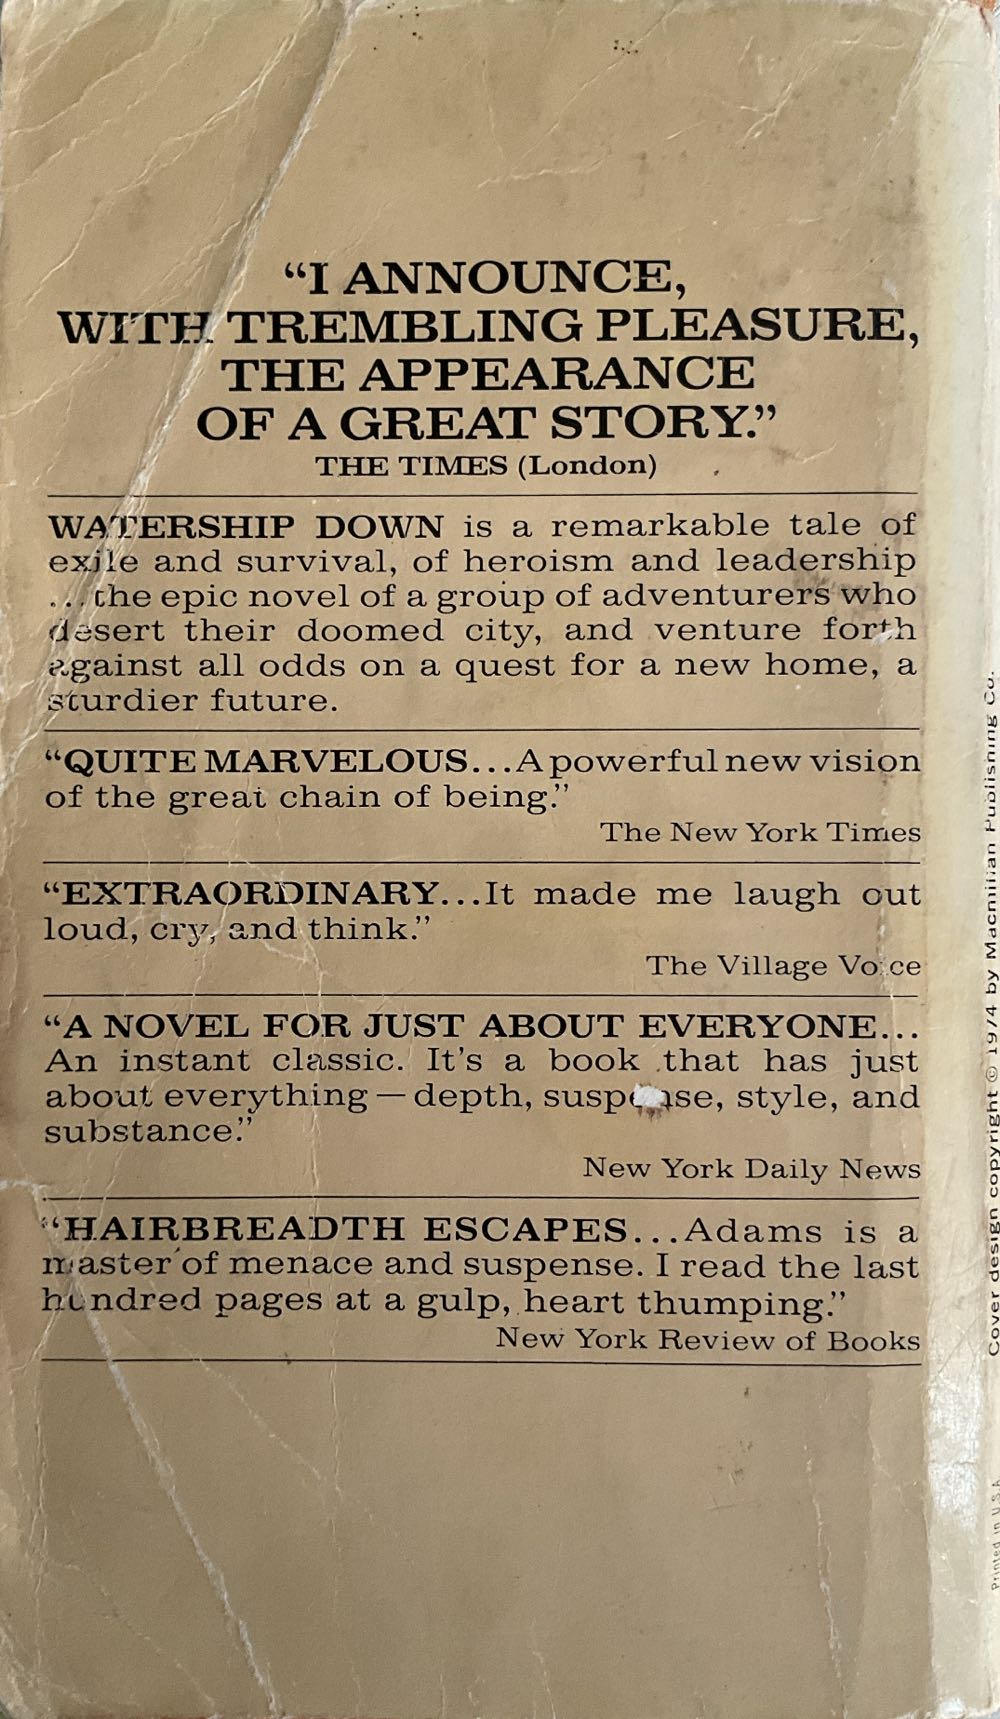 “I ANNOUNCE,
WITH TREMBLING PLEASURE,
THE APPEARANCE
OF A GREAT STORY.”
THE TIMES (London)
WATERSHIP DOWN is a remarkable tale of
exile and survival, of heroism and leadership
...the epic novel of a group of adventurers who
desert their doomed city, and venture forth
against all odds on a quest for a new home, a
sturdier future.
“QUITE MARVELOUS...A powerful new vision
of the great chain of being.”
The New York Times
“EXTRAORDINARY...It made me laugh out
loud, cry, and think.”
The Village Voice
“A NOVEL FOR JUST ABOUT EVERYONE...
An instant classic. It's a book that has just
about everything—depth, suspense, style, and
substance.”
New York Daily News
“HAIRBREADTH ESCAPES...Adams is a
master of menace and suspense. I read the last
hundred pages at a gulp, heart thumping.”
New York Review of Books
Cover design copyright © 1974 by Macmillan Publishing Co.
Printed in U.S.A.